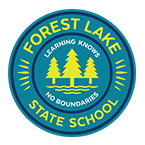 FOREST LAKE
LEARNING KNOWS
NO BOUNDARIES
STATE SCHOOL